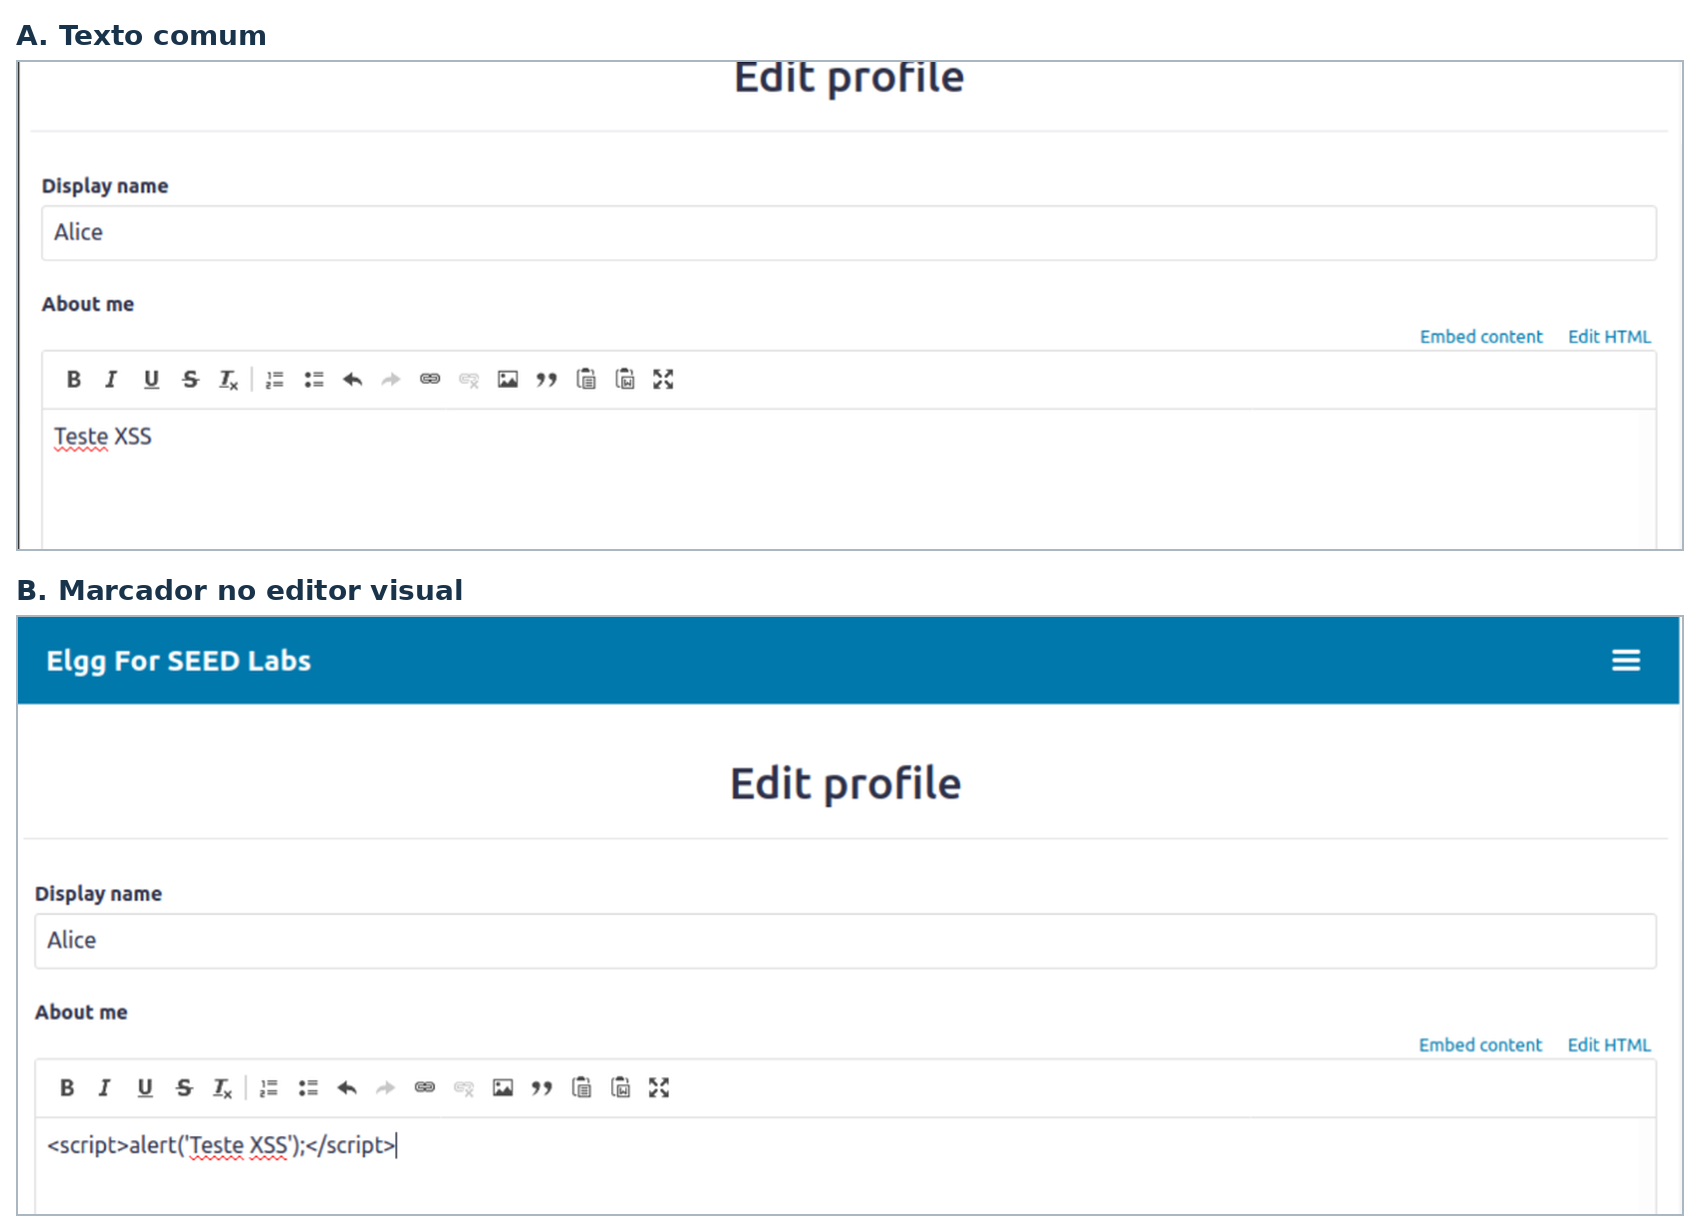 A. Texto comum
Edit profile
Display name
Alice
About me
Embed content Edit HTML
B I U S Tx
Teste XSS
B. Marcador no editor visual
Elgg For SEED Labs
Edit profile
Display name
Alice
About me
Embed content Edit HTML
B I U S Tx
<script>alert('Teste XSS');</script>